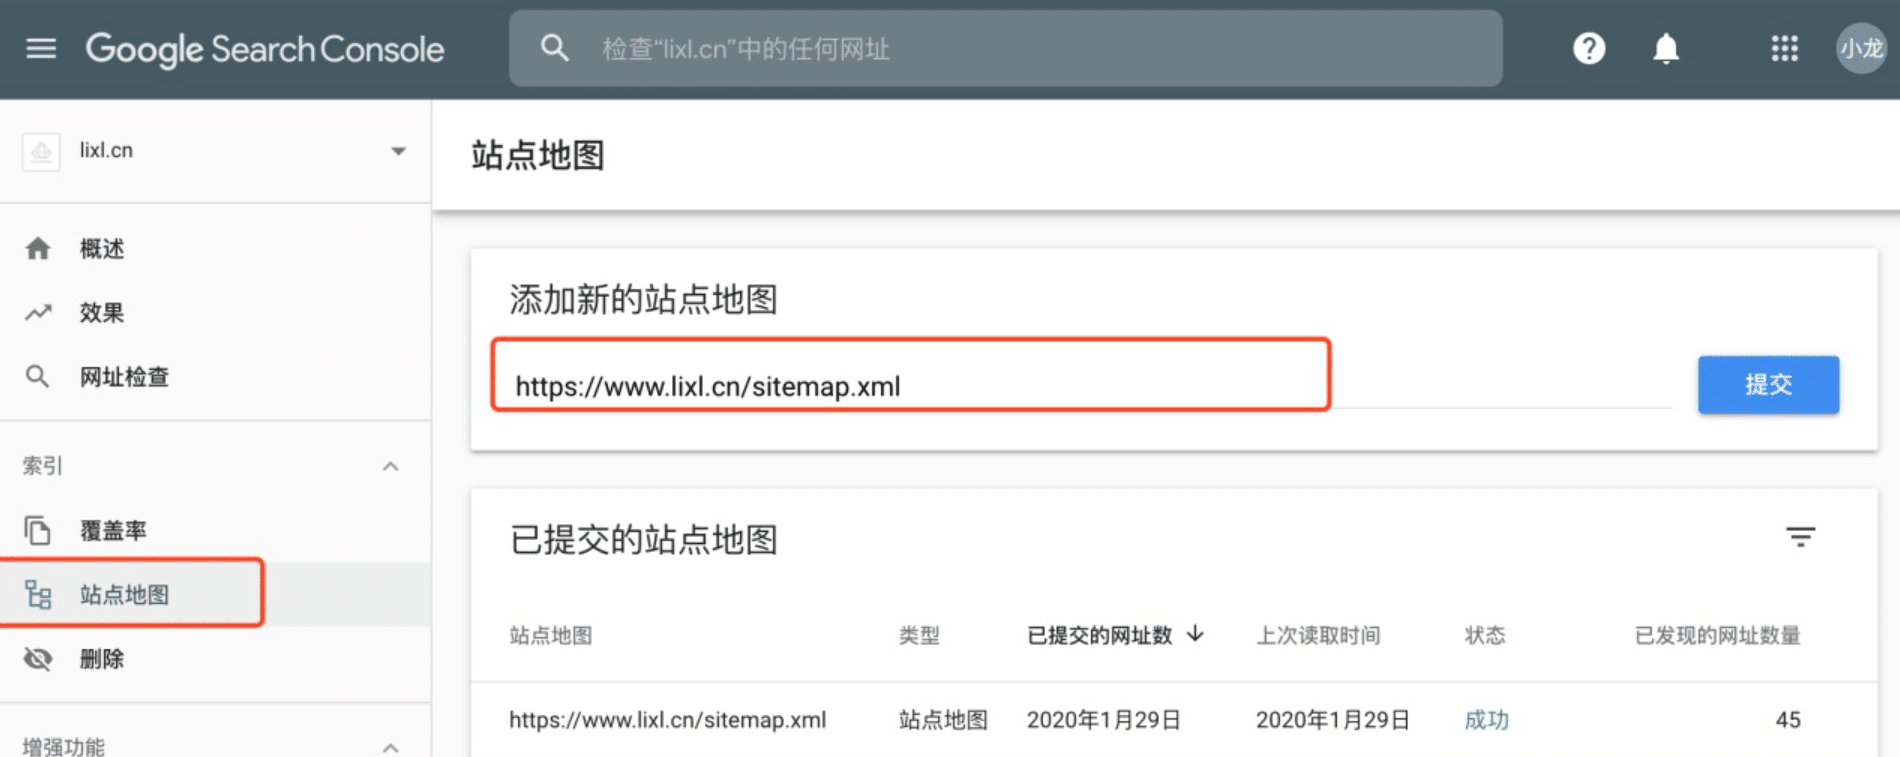 Google Search Console
检查“lixl.cn”中的任何网址
小龙
lixl.cn
概述
效果
网址检查
索引
覆盖率
站点地图
删除
增强功能
站点地图
添加新的站点地图
https://www.lixl.cn/sitemap.xml
提交
已提交的站点地图
站点地图 类型 已提交的网址数 上次读取时间 状态 已发现的网址数量
https://www.lixl.cn/sitemap.xml 站点地图 2020年1月29日 2020年1月29日 成功 45